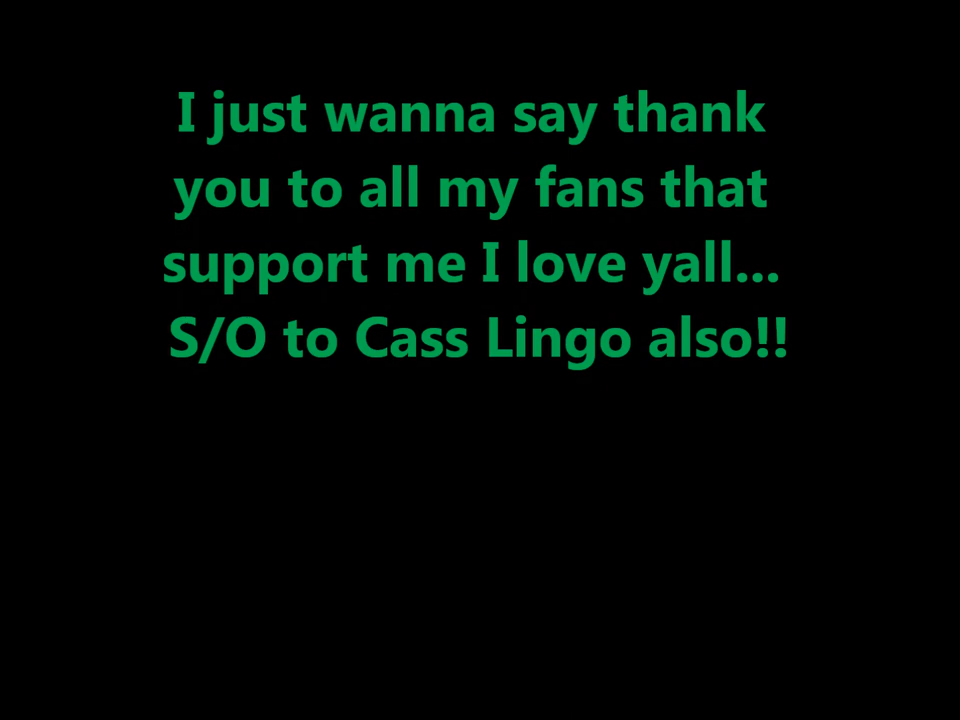 I just wanna say thank
you to all my fans that
support me I love yall...
S/O to Cass Lingo also!!